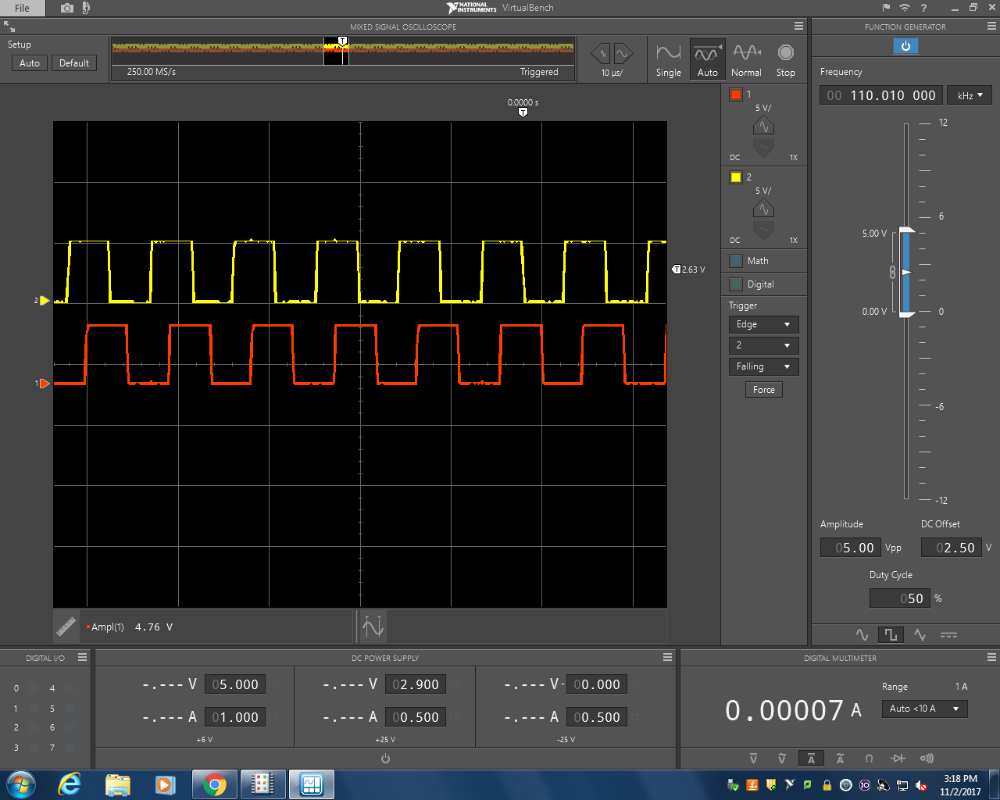 File
NATIONAL INSTRUMENTS VirtualBench
?
MIXED SIGNAL OSCILLOSCOPE
FUNCTION GENERATOR
Setup
Auto Default
T
250.00 MS/s Triggered
10 µs/
Single Auto Normal Stop
0.0000 s
T
1
5 V/
DC 1X
2
5 V/
DC 1X
Math
Digital
Trigger
Edge
2
Falling
Force
T 2.63 V
2
1
Ampl(1) 4.76 V
Frequency
00 110.010 000 kHz
12
6
5.00 V
0.00 V
0
-6
-12
Amplitude DC Offset
05.00 Vpp 02.50 V
Duty Cycle
050 %
DIGITAL I/O
0 4
1 5
2 6
3 7
DC POWER SUPPLY
-.--- V 05.000
-.--- A 01.000
+6 V
-.--- V 02.900
-.--- A 00.500
+25 V
-.--- V -00.000
-.--- A 00.500
-25 V
DIGITAL MULTIMETER
0.00007 A
Range 1 A
Auto <10 A
V V A A Ω
3:18 PM
11/2/2017